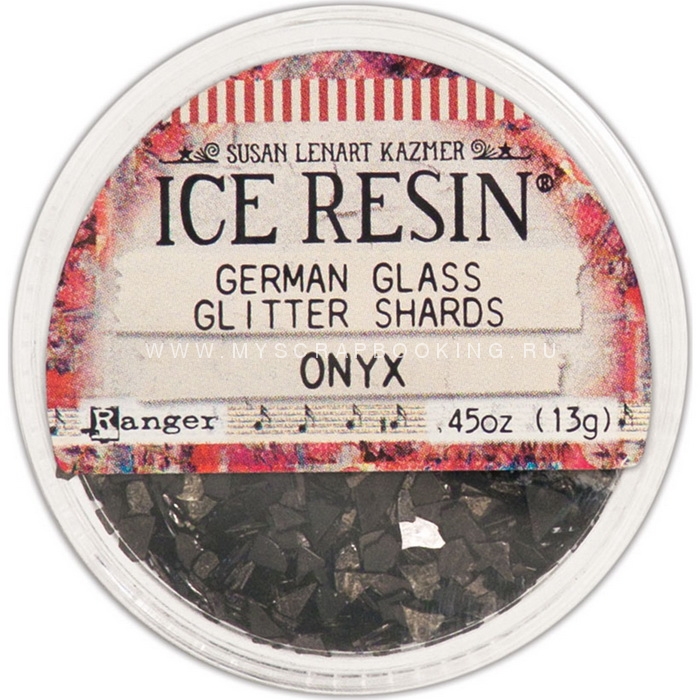 SUSAN LENART KAZMER
ICE RESIN®
GERMAN GLASS
GLITTER SHARDS
WWW.MYSCRAPBOOKING.RU
ONYX
Ranger .45oz (13g)